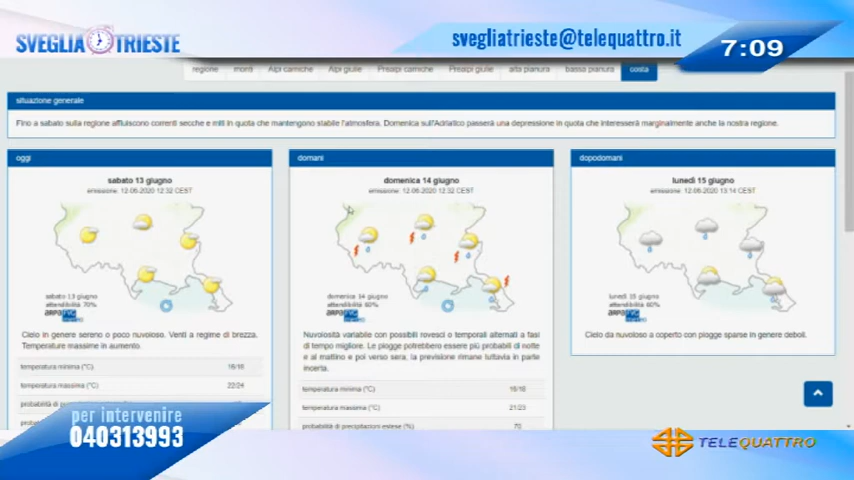 SVEGLIA TRIESTE
svegliatrieste@telequattro.it
7:09
regione monti Alpi carniche Alpi giulie Prealpi carniche Prealpi giulie alta pianura bassa pianura costa
situazione generale
Fino a sabato sulla regione affluiscono correnti secche e miti in quota che mantengono stabile l'atmosfera. Domenica sull'Adriatico passerà una depressione in quota che interesserà marginalmente anche la nostra regione.
oggi
sabato 13 giugno
emissione: 12-06-2020 12:32 CEST
sabato 13 giugno
attendibilità 70%
Cielo in genere sereno o poco nuvoloso. Venti a regime di brezza.
Temperature massime in aumento.
temperatura minima (°C) 16/18
temperatura massima (°C) 22/24
domani
domenica 14 giugno
emissione: 12-06-2020 12:32 CEST
domenica 14 giugno
attendibilità 60%
Nuvolosità variabile con possibili rovesci o temporali alternati a fasi
di tempo migliore. Le piogge potrebbero essere più probabili di notte
e al mattino e poi verso sera, la previsione rimane tuttavia in parte
incerta.
temperatura minima (°C) 16/18
temperatura massima (°C) 21/23
probabilità di precipitazioni estese (%) 70
dopodomani
lunedì 15 giugno
emissione: 12-06-2020 13:14 CEST
lunedì 15 giugno
attendibilità 60%
Cielo da nuvoloso a coperto con piogge sparse in genere deboli.
per intervenire
040313993
TELEQUATTRO